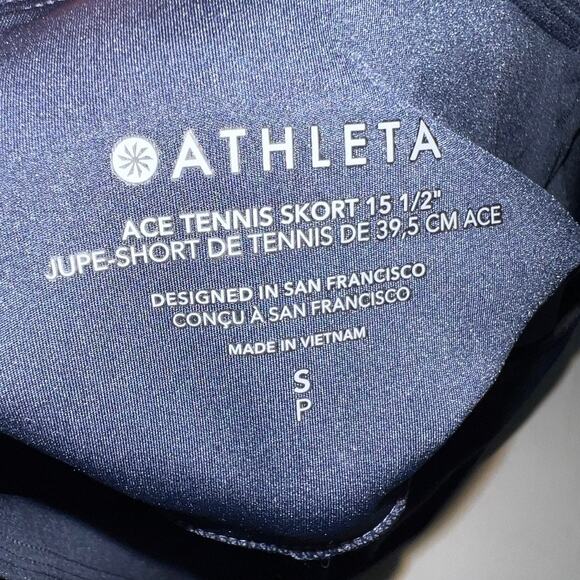 ATHLETA
ACE TENNIS SKORT 15 1/2"
JUPE-SHORT DE TENNIS DE 39,5 CM ACE
DESIGNED IN SAN FRANCISCO
CONÇU À SAN FRANCISCO
MADE IN VIETNAM
S
P